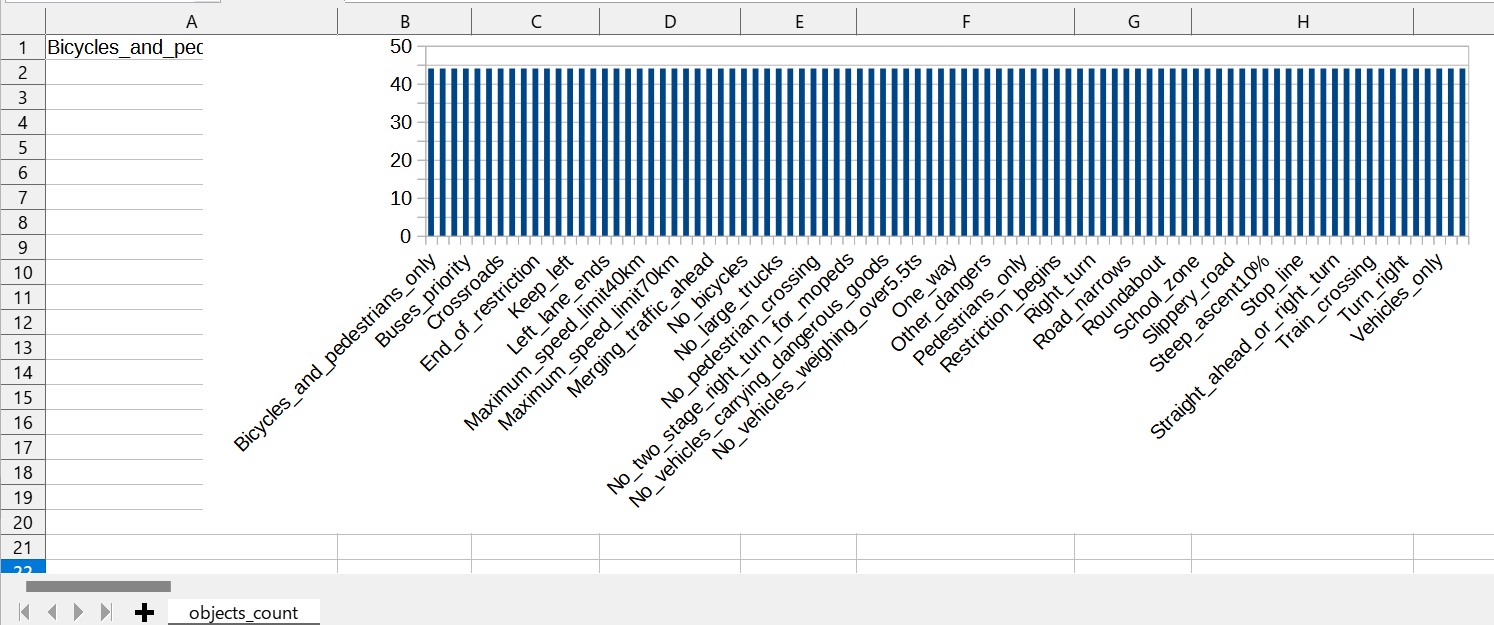 A B C D E F G H
1 Bicycles_and_ped
2
3
4
5
6
7
8
9
10
11
12
13
14
15
16
17
18
19
20
21
22
50
40
30
20
10
0
Bicycles_and_pedestrians_only
Buses_priority
Crossroads
End_of_restriction
Keep_left
Left_lane_ends
Maximum_speed_limit40km
Maximum_speed_limit70km
Merging_traffic_ahead
No_bicycles
No_large_trucks
No_pedestrian_crossing
No_two_stage_right_turn_for_mopeds
No_vehicles_carrying_dangerous_goods
No_vehicles_weighing_over5.5ts
One_way
Other_dangers
Pedestrians_only
Restriction_begins
Right_turn
Road_narrows
Roundabout
School_zone
Slippery_road
Steep_ascent10%
Stop_line
Straight_ahead_or_right_turn
Train_crossing
Turn_right
Vehicles_only
objects_count